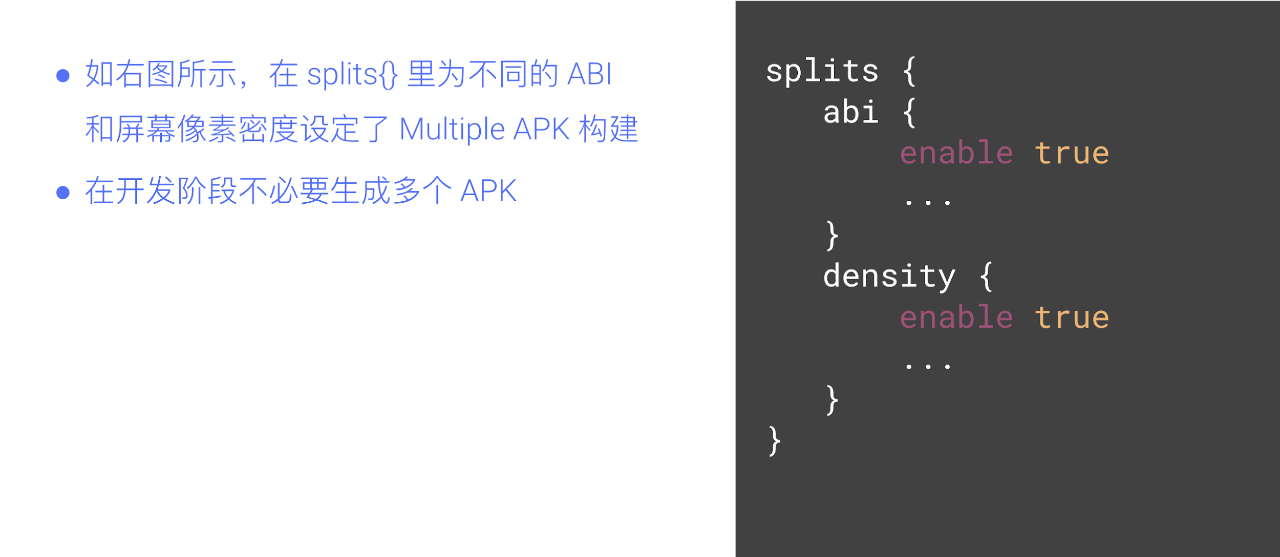 ● 如右图所示，在 splits{} 里为不同的 ABI
和屏幕像素密度设定了 Multiple APK 构建
● 在开发阶段不必要生成多个 APK
splits {
   abi {
       enable true
       ...
   }
   density {
       enable true
       ...
   }
}